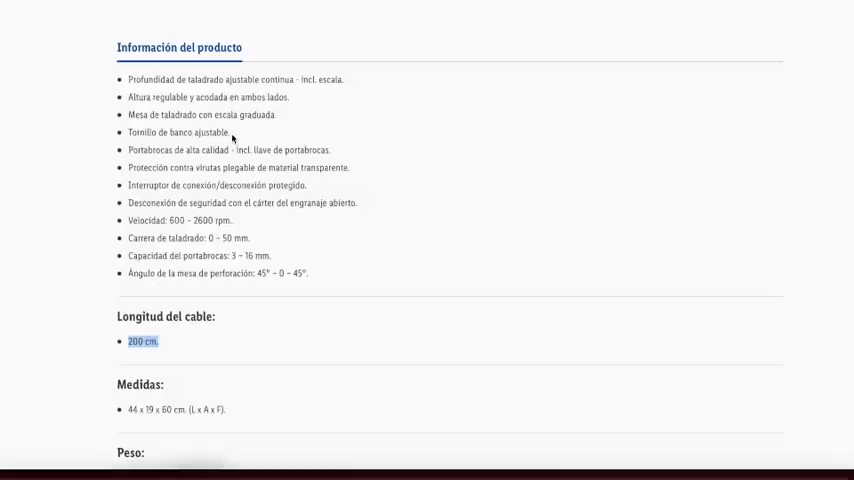 Información del producto
Profundidad de taladrado ajustable continua - incl. escala.
Altura regulable y acodada en ambos lados.
Mesa de taladrado con escala graduada.
Tornillo de banco ajustable.
Portabrocas de alta calidad - incl. llave de portabrocas.
Protección contra virutas plegable de material transparente.
Interruptor de conexión/desconexión protegido.
Desconexión de seguridad con el cárter del engranaje abierto.
Velocidad: 600 - 2600 rpm.
Carrera de taladrado: 0 - 50 mm.
Capacidad del portabrocas: 3 - 16 mm.
Ángulo de la mesa de perforación: 45° - 0 - 45°.
Longitud del cable:
200 cm.
Medidas:
44 x 19 x 60 cm. (L x A x F).
Peso: